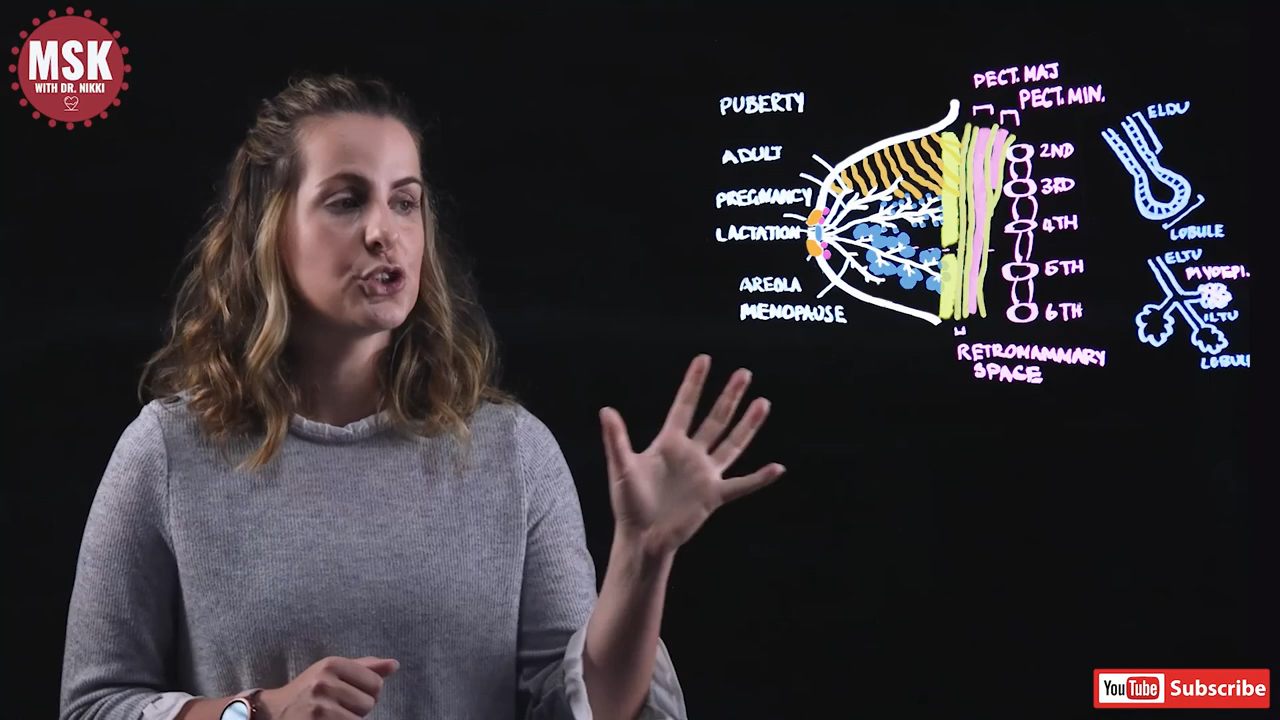 MSK
WITH DR. NIKKI
PUBERTY
ADULT
PREGNANCY
LACTATION
AREOLA
MENOPAUSE
PECT. MAJ
PECT. MIN.
2ND
3RD
4TH
5TH
6TH
RETROMAMMARY
SPACE
ELDU
LOBULE
ELTU
MYOEPI.
ILTU
LOBUL
YouTube Subscribe